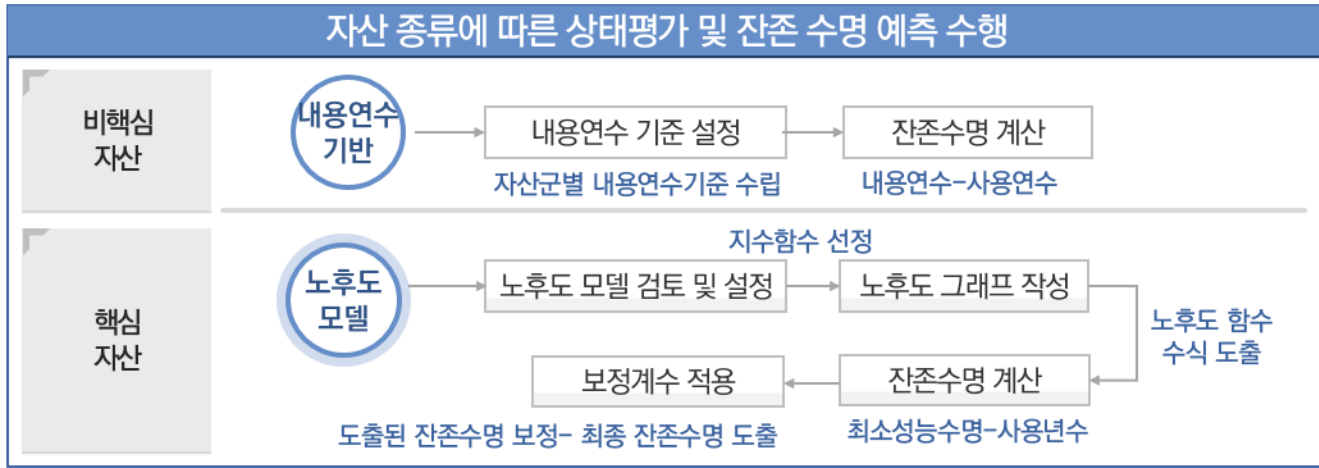 자산 종류에 따른 상태평가 및 잔존 수명 예측 수행
비핵심
자산
내용연수
기반
내용연수 기준 설정
잔존수명 계산
자산군별 내용연수기준 수립
내용연수-사용연수
핵심
자산
노후도
모델
지수함수 선정
노후도 모델 검토 및 설정
노후도 그래프 작성
노후도 함수
수식 도출
보정계수 적용
잔존수명 계산
도출된 잔존수명 보정- 최종 잔존수명 도출
최소성능수명-사용년수